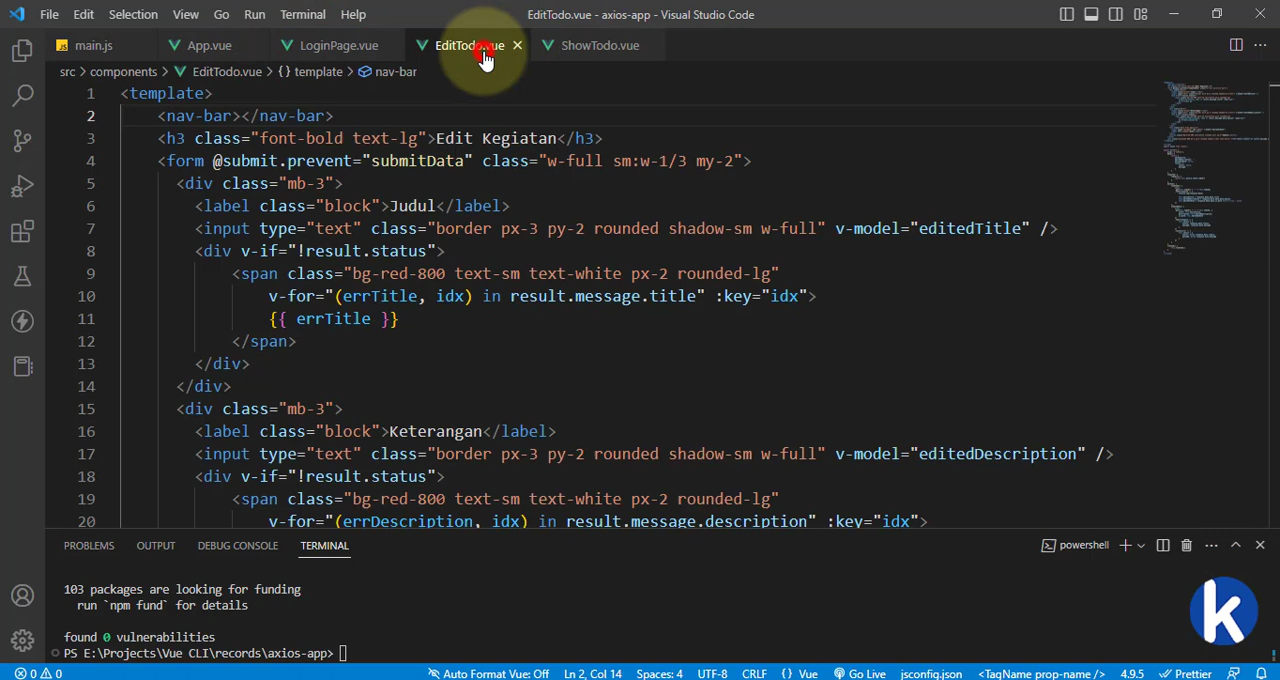 File Edit Selection View Go Run Terminal Help EditTodo.vue - axios-app - Visual Studio Code
JS main.js App.vue LoginPage.vue EditTodo.vue ShowTodo.vue
src > components > EditTodo.vue > {} template > nav-bar
1 <template>
2 <nav-bar></nav-bar>
3 <h3 class="font-bold text-lg">Edit Kegiatan</h3>
4 <form @submit.prevent="submitData" class="w-full sm:w-1/3 my-2">
5 <div class="mb-3">
6 <label class="block">Judul</label>
7 <input type="text" class="border px-3 py-2 rounded shadow-sm w-full" v-model="editedTitle" />
8 <div v-if="!result.status">
9 <span class="bg-red-800 text-sm text-white px-2 rounded-lg"
10 v-for="(errTitle, idx) in result.message.title" :key="idx">
11 {{ errTitle }}
12 </span>
13 </div>
14 </div>
15 <div class="mb-3">
16 <label class="block">Keterangan</label>
17 <input type="text" class="border px-3 py-2 rounded shadow-sm w-full" v-model="editedDescription" />
18 <div v-if="!result.status">
19 <span class="bg-red-800 text-sm text-white px-2 rounded-lg"
20 v-for="(errDescription, idx) in result.message.description" :key="idx">
PROBLEMS OUTPUT DEBUG CONSOLE TERMINAL powershell
103 packages are looking for funding
run `npm fund` for details
found 0 vulnerabilities
PS E:\Projects\Vue CLI\records\axios-app>
k
0 0 Auto Format Vue: Off Ln 2, Col 14 Spaces: 4 UTF-8 CRLF {} Vue Go Live jsconfig.json <TagName prop-name /> 4.9.5 Prettier